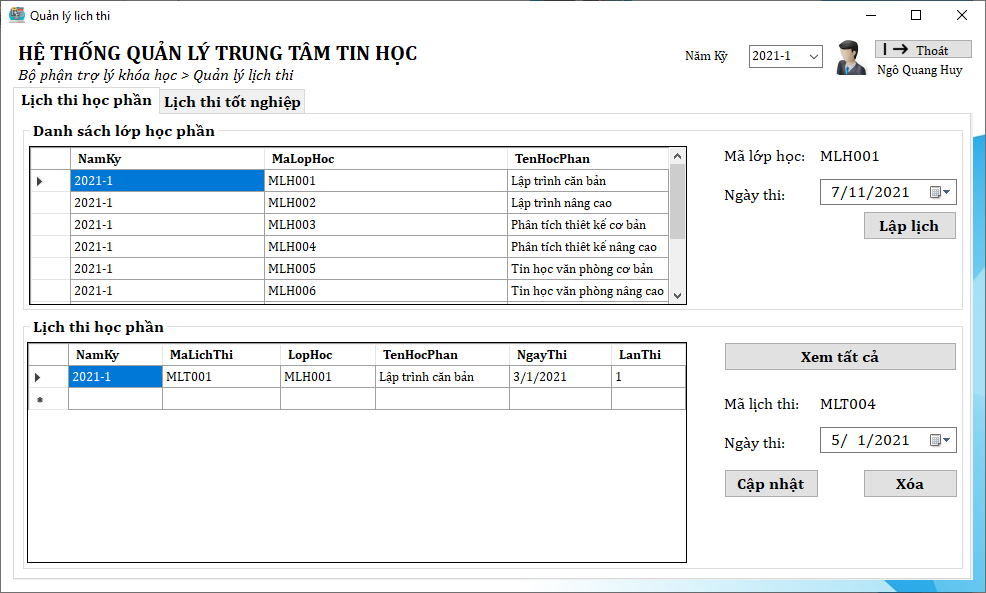 Quản lý lịch thi
HỆ THỐNG QUẢN LÝ TRUNG TÂM TIN HỌC
Bộ phận trợ lý khóa học > Quản lý lịch thi
Năm Kỳ 2021-1
Thoát
Ngô Quang Huy
Lịch thi học phần Lịch thi tốt nghiệp
Danh sách lớp học phần
NamKy MaLopHoc TenHocPhan
2021-1 MLH001 Lập trình căn bản
2021-1 MLH002 Lập trình nâng cao
2021-1 MLH003 Phân tích thiêt kế cơ bản
2021-1 MLH004 Phân tích thiêt kế nâng cao
2021-1 MLH005 Tin học văn phòng cơ bản
2021-1 MLH006 Tin học văn phòng nâng cao
Mã lớp học: MLH001
Ngày thi: 7/11/2021
Lập lịch
Lịch thi học phần
NamKy MaLichThi LopHoc TenHocPhan NgayThi LanThi
2021-1 MLT001 MLH001 Lập trình căn bản 3/1/2021 1
Xem tất cả
Mã lịch thi: MLT004
Ngày thi: 5/ 1/2021
Cập nhật Xóa